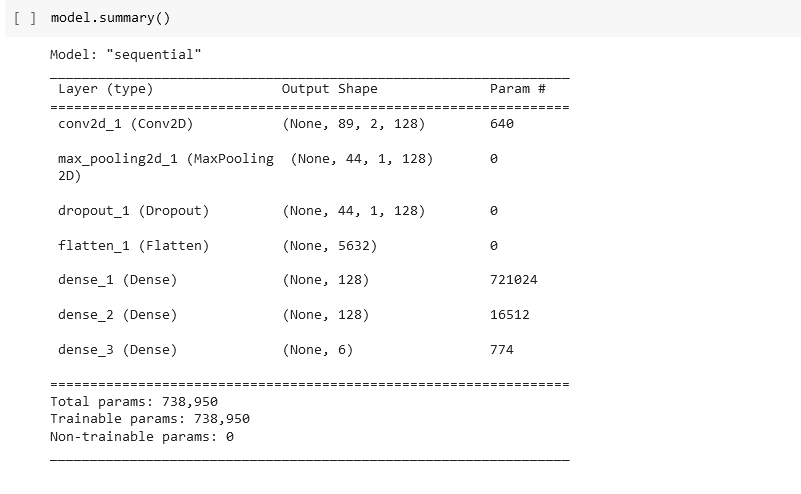 [ ] model.summary()
Model: "sequential"
Layer (type) Output Shape Param #
conv2d_1 (Conv2D) (None, 89, 2, 128) 640
max_pooling2d_1 (MaxPooling (None, 44, 1, 128) 0
2D)
dropout_1 (Dropout) (None, 44, 1, 128) 0
flatten_1 (Flatten) (None, 5632) 0
dense_1 (Dense) (None, 128) 721024
dense_2 (Dense) (None, 128) 16512
dense_3 (Dense) (None, 6) 774
Total params: 738,950
Trainable params: 738,950
Non-trainable params: 0